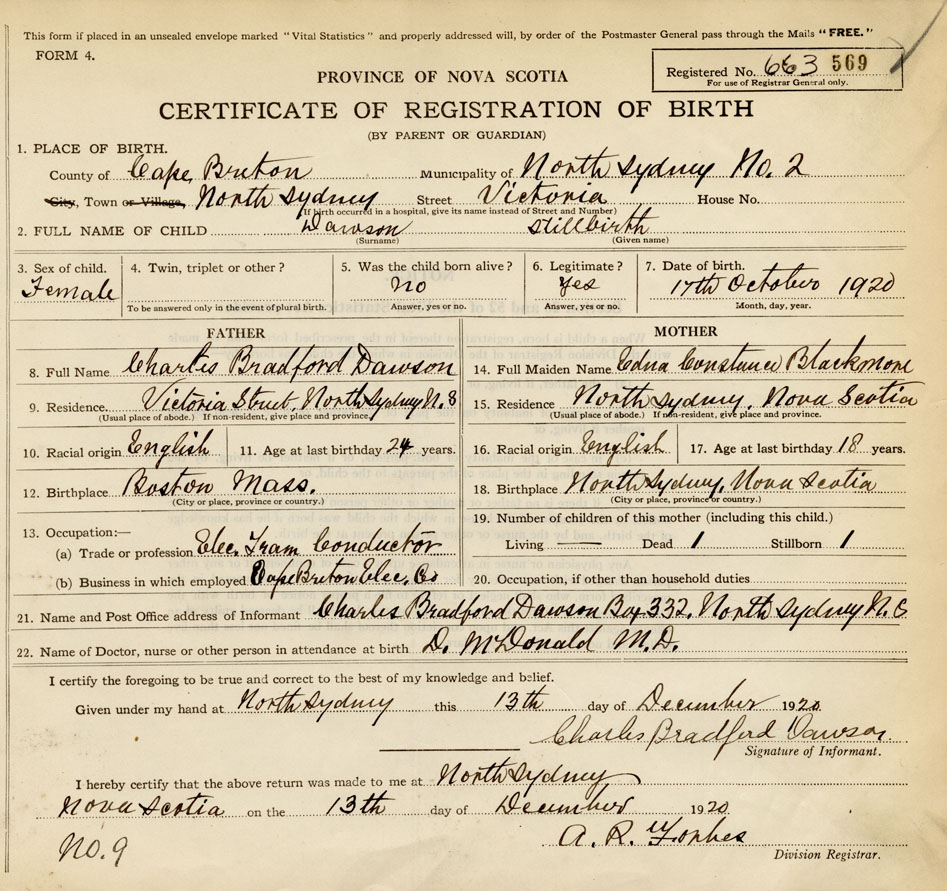 This form if placed in an unsealed envelope marked "Vital Statistics" and properly addressed will, by order of the Postmaster General pass through the Mails "FREE."
FORM 4.
Registered No. 663 569
For use of Registrar General only.
PROVINCE OF NOVA SCOTIA
CERTIFICATE OF REGISTRATION OF BIRTH
(BY PARENT OR GUARDIAN)
1. PLACE OF BIRTH.
County of Cape Breton Municipality of North Sydney No. 2
City, Town or Village, North Sydney Street Victoria House No.
(If birth occurred in a hospital, give its name instead of Street and Number)
2. FULL NAME OF CHILD Dawson Stillbirth
(Surname) (Given name)
3. Sex of child. 4. Twin, triplet or other? 5. Was the child born alive? 6. Legitimate? 7. Date of birth.
Female no yes 17th October 1920
To be answered only in the event of plural birth. Answer, yes or no. Answer, yes or no. Month, day, year.
FATHER
8. Full Name Charles Bradford Dawson
9. Residence. Victoria Street, North Sydney N.S
(Usual place of abode.) If non-resident, give place and province.
10. Racial origin English 11. Age at last birthday 24 years.
12. Birthplace Boston Mass.
(City or place, province or country.)
13. Occupation:—
(a) Trade or profession Elec. Tram Conductor
(b) Business in which employed Cape Breton Elec. Co
MOTHER
14. Full Maiden Name Edna Constance Blackmore
15. Residence North Sydney, Nova Scotia
(Usual place of abode.) If non-resident, give place and province.
16. Racial origin English 17. Age at last birthday 18 years.
18. Birthplace North Sydney, Nova Scotia
(City or place, province or country.)
19. Number of children of this mother (including this child.)
Living — Dead 1 Stillborn 1
20. Occupation, if other than household duties
21. Name and Post Office address of Informant Charles Bradford Dawson Box 332, North Sydney N.S
22. Name of Doctor, nurse or other person in attendance at birth D. McDonald M.D.
I certify the foregoing to be true and correct to the best of my knowledge and belief.
Given under my hand at North Sydney this 13th day of December 1920
Charles Bradford Dawson
Signature of Informant.
I hereby certify that the above return was made to me at North Sydney
Nova Scotia on the 13th day of December 1920
A. R. Forbes
No. 9
Division Registrar.